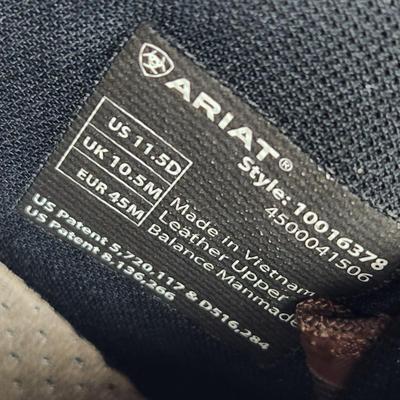 ARIAT®
Style: 10016378
4500041506
US 11.5D
UK 10.5M
EUR 45M
Made in Vietnam
Leather Upper
Balance Manmade
US Patent 5,720,117 & D516,284
US Patent 8,136,266